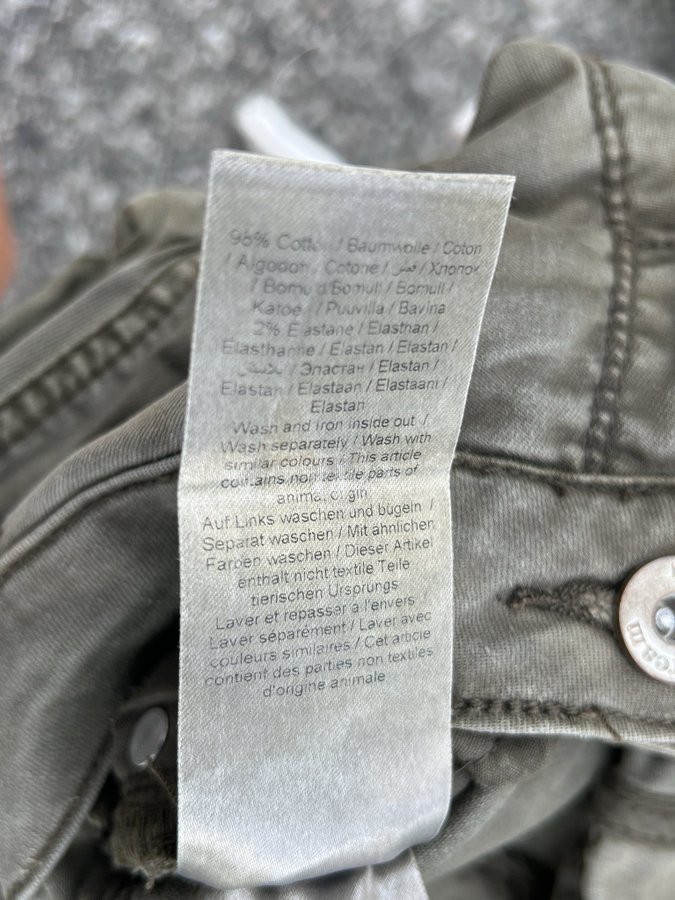 98% Cotton / Baumwolle / Coton
/ Algodon / Cotone / قطن / Хлопок
/ Bomuld / Bomull / Bomull /
Katoen / Puuvilla / Bavlna
2% Elastane / Elasthan /
Elasthanne / Elastan / Elastan /
/ Эластан / Elastan /
Elastan / Elastaan / Elastaani /
Elastan
Wash and iron inside out /
Wash separately / Wash with
similar colours / This article
contains non textile parts of
animal origin
Auf Links waschen und bügeln /
Separat waschen / Mit ähnlichen
Farben waschen / Dieser Artikel
enthält nicht textile Teile
tierischen Ursprungs
Laver et repasser à l'envers /
Laver séparément / Laver avec
couleurs similaires / Cet article
contient des parties non textiles
d'origine animale